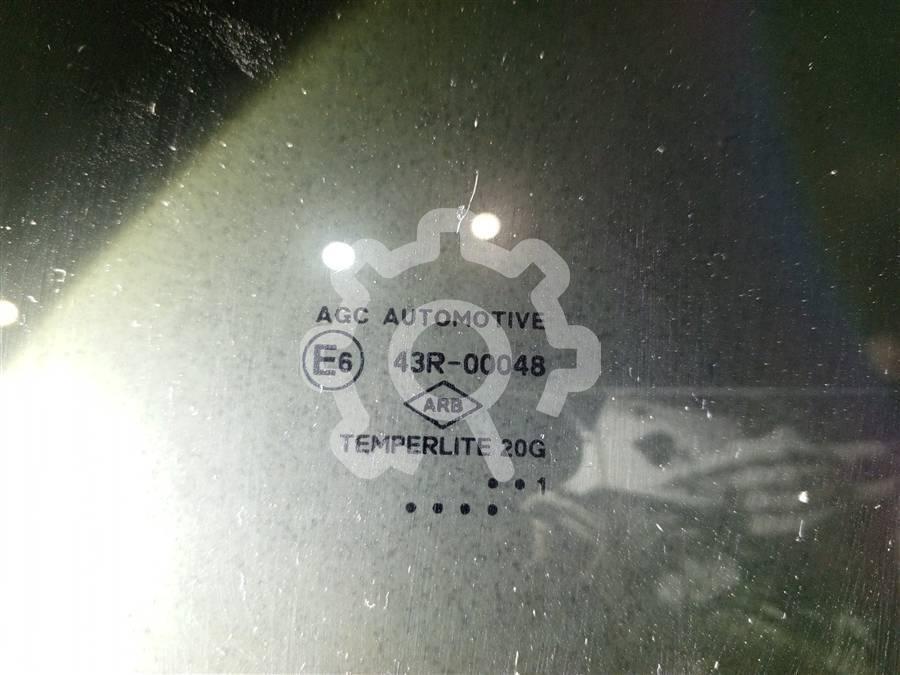 AGC AUTOMOTIVE
E6 43R-00048
ARB
TEMPERLITE 20G
• • 1
• • • •